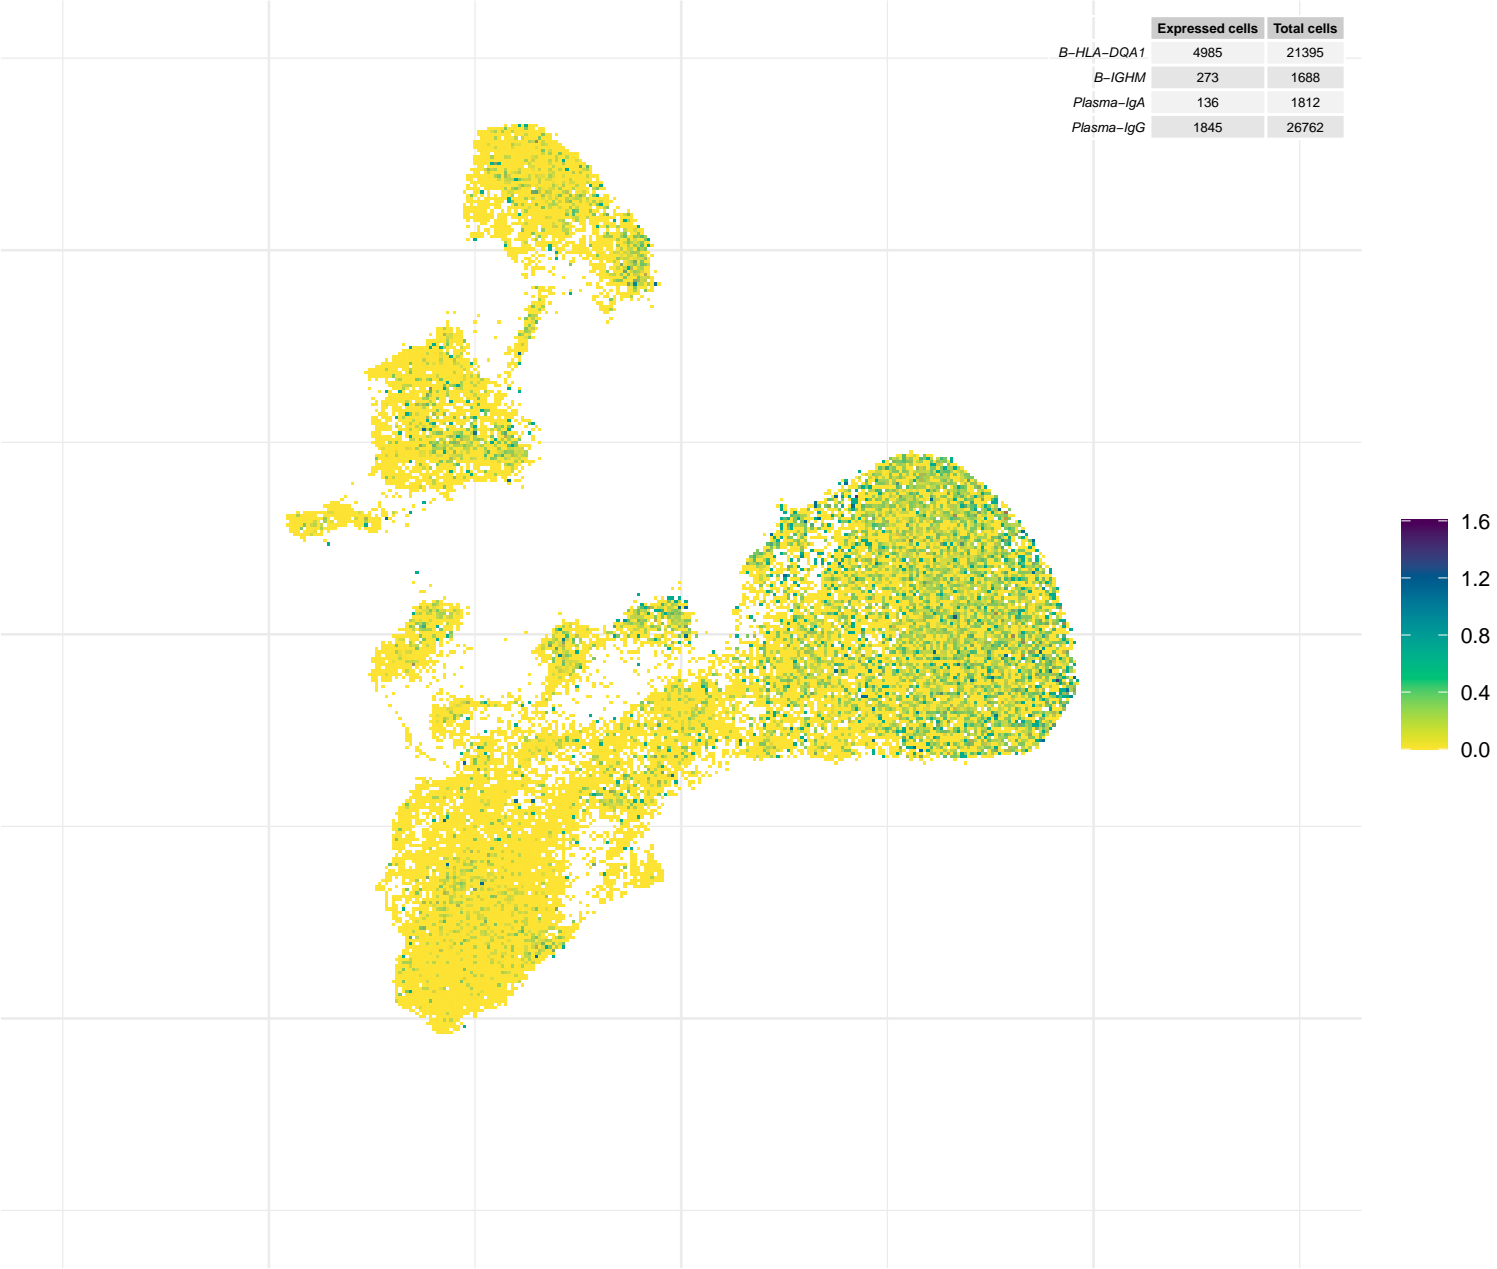 Expressed cells Total cells
B−HLA−DQA1 4985 21395
B−IGHM 273 1688
Plasma−IgA 136 1812
Plasma−IgG 1845 26762
1.6
1.2
0.8
0.4
0.0